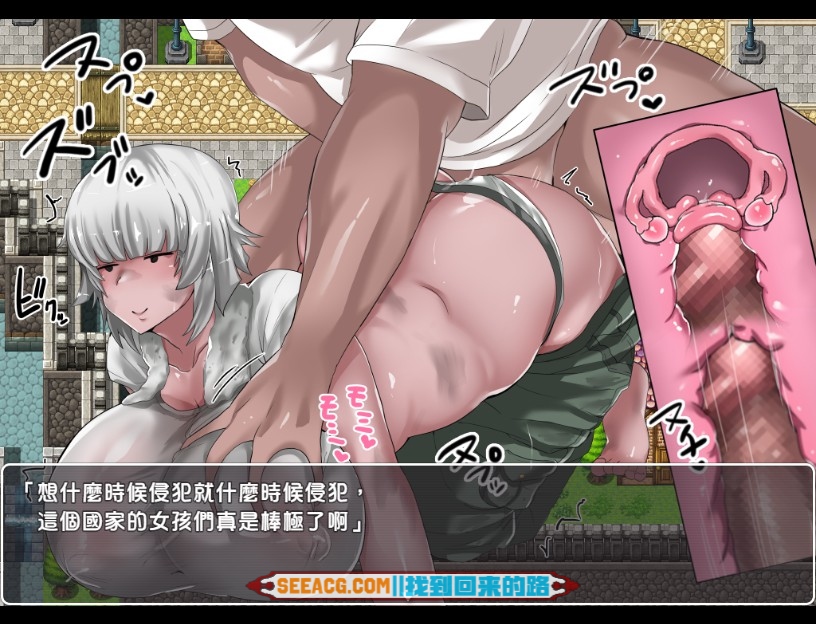 ヌプ♥
ズブッ
ズプ♥
ビクッ
モミ♥
モミ♥
ヌプッ
「想什麼時候侵犯就什麼時候侵犯，
這個國家的女孩們真是棒極了啊」
SEEACG.COM||找到回来的路